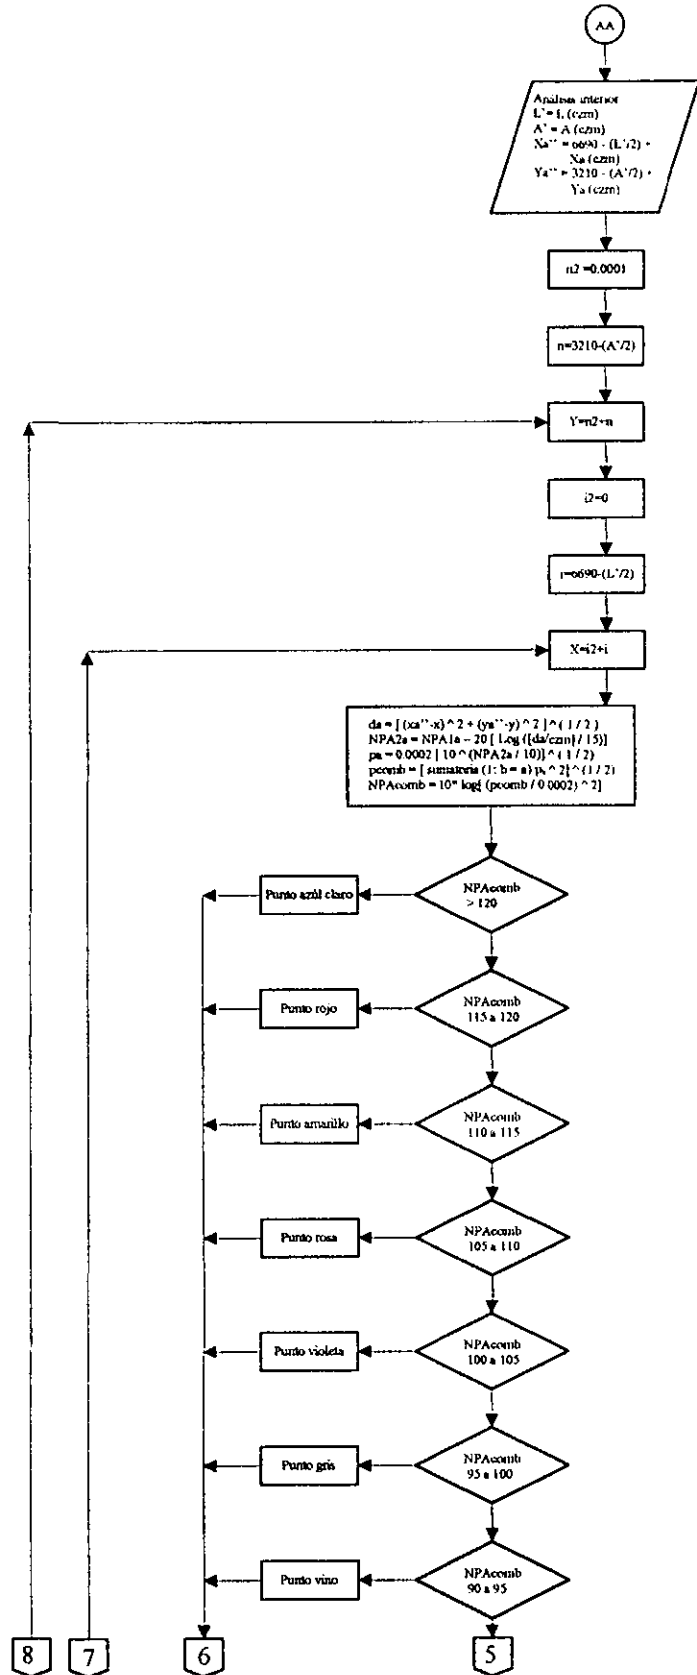 AA
Análisis interior
L' = L (czm)
A' = A (czm)
Xa'' = 6690 - (L'/2) +
Xa (czm)
Ya'' = 3210 - (A'/2) +
Ya (czm)
n2 =0.0001
n=3210-(A'/2)
Y=n2+n
i2=0
i=6690-(L'/2)
X=i2+i
da = [ (xa''-x) ^ 2 + (ya''-y) ^ 2 ] ^ ( 1 / 2 )
NPA2a = NPA1a – 20 [ Log ([da/czm] / 15)]
pa = 0.0002 [ 10 ^ (NPA2a / 10)] ^ ( 1 / 2)
pcomb = [ sumatoria (1: b = a) ^ 2] ^ (1 / 2)
NPAcomb = 10* log[ (pcomb / 0.0002) ^ 2]
NPAcomb
> 120
Punto azúl claro
NPAcomb
115 a 120
Punto rojo
NPAcomb
110 a 115
Punto amarillo
NPAcomb
105 a 110
Punto rosa
NPAcomb
100 a 105
Punto violeta
NPAcomb
95 a 100
Punto gris
NPAcomb
90 a 95
Punto vino
8
7
6
5